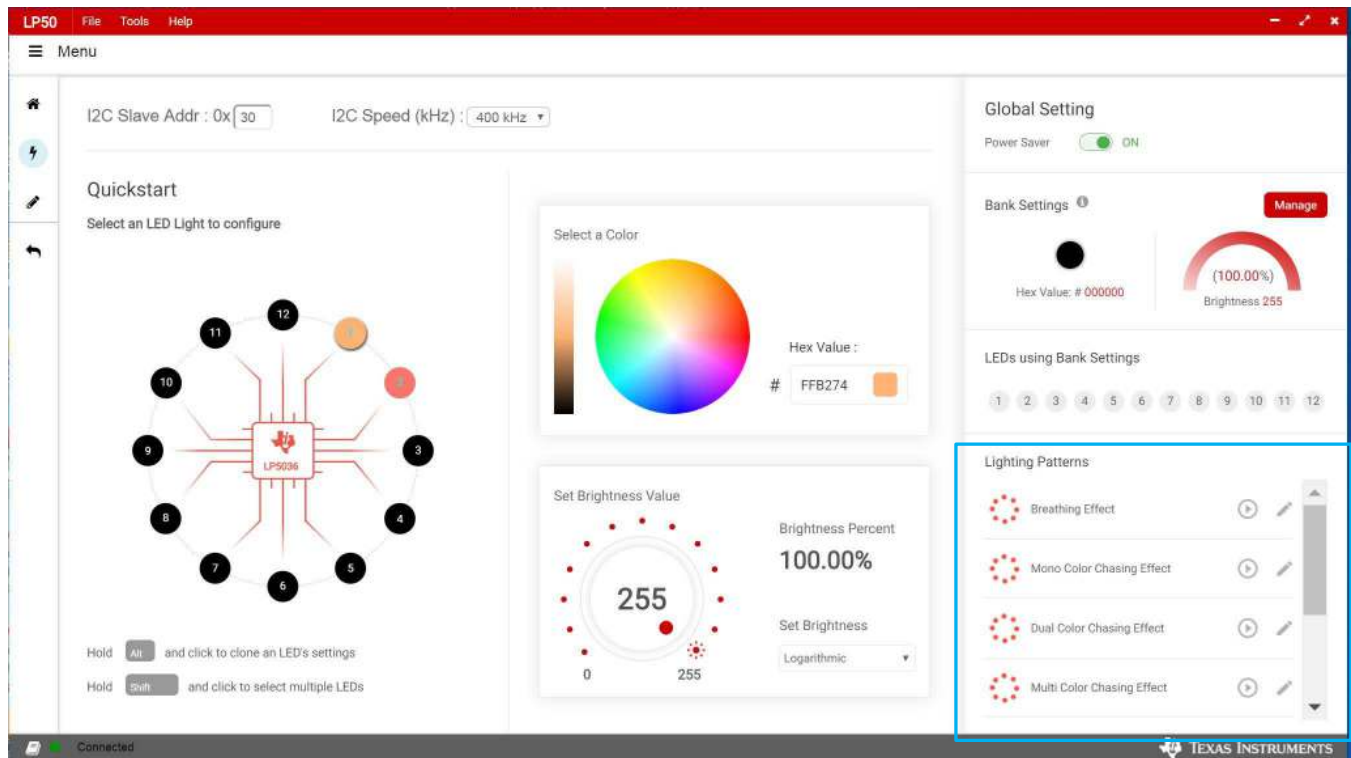 LP50 File Tools Help
Menu
I2C Slave Addr : 0x 30 I2C Speed (kHz) : 400 kHz
Quickstart
Select an LED Light to configure
12
11
1
10
2
9
3
LP5036
8
4
7
5
6
Hold Alt and click to clone an LED's settings
Hold Shift and click to select multiple LEDs
Select a Color
Hex Value :
# FFB274
Set Brightness Value
255
0 255
Brightness Percent
100.00%
Set Brightness
Logarithmic
Global Setting
Power Saver ON
Bank Settings Manage
Hex Value: # 000000
(100.00%)
Brightness 255
LEDs using Bank Settings
1 2 3 4 5 6 7 8 9 10 11 12
Lighting Patterns
Breathing Effect
Mono Color Chasing Effect
Dual Color Chasing Effect
Multi Color Chasing Effect
Connected
TEXAS INSTRUMENTS